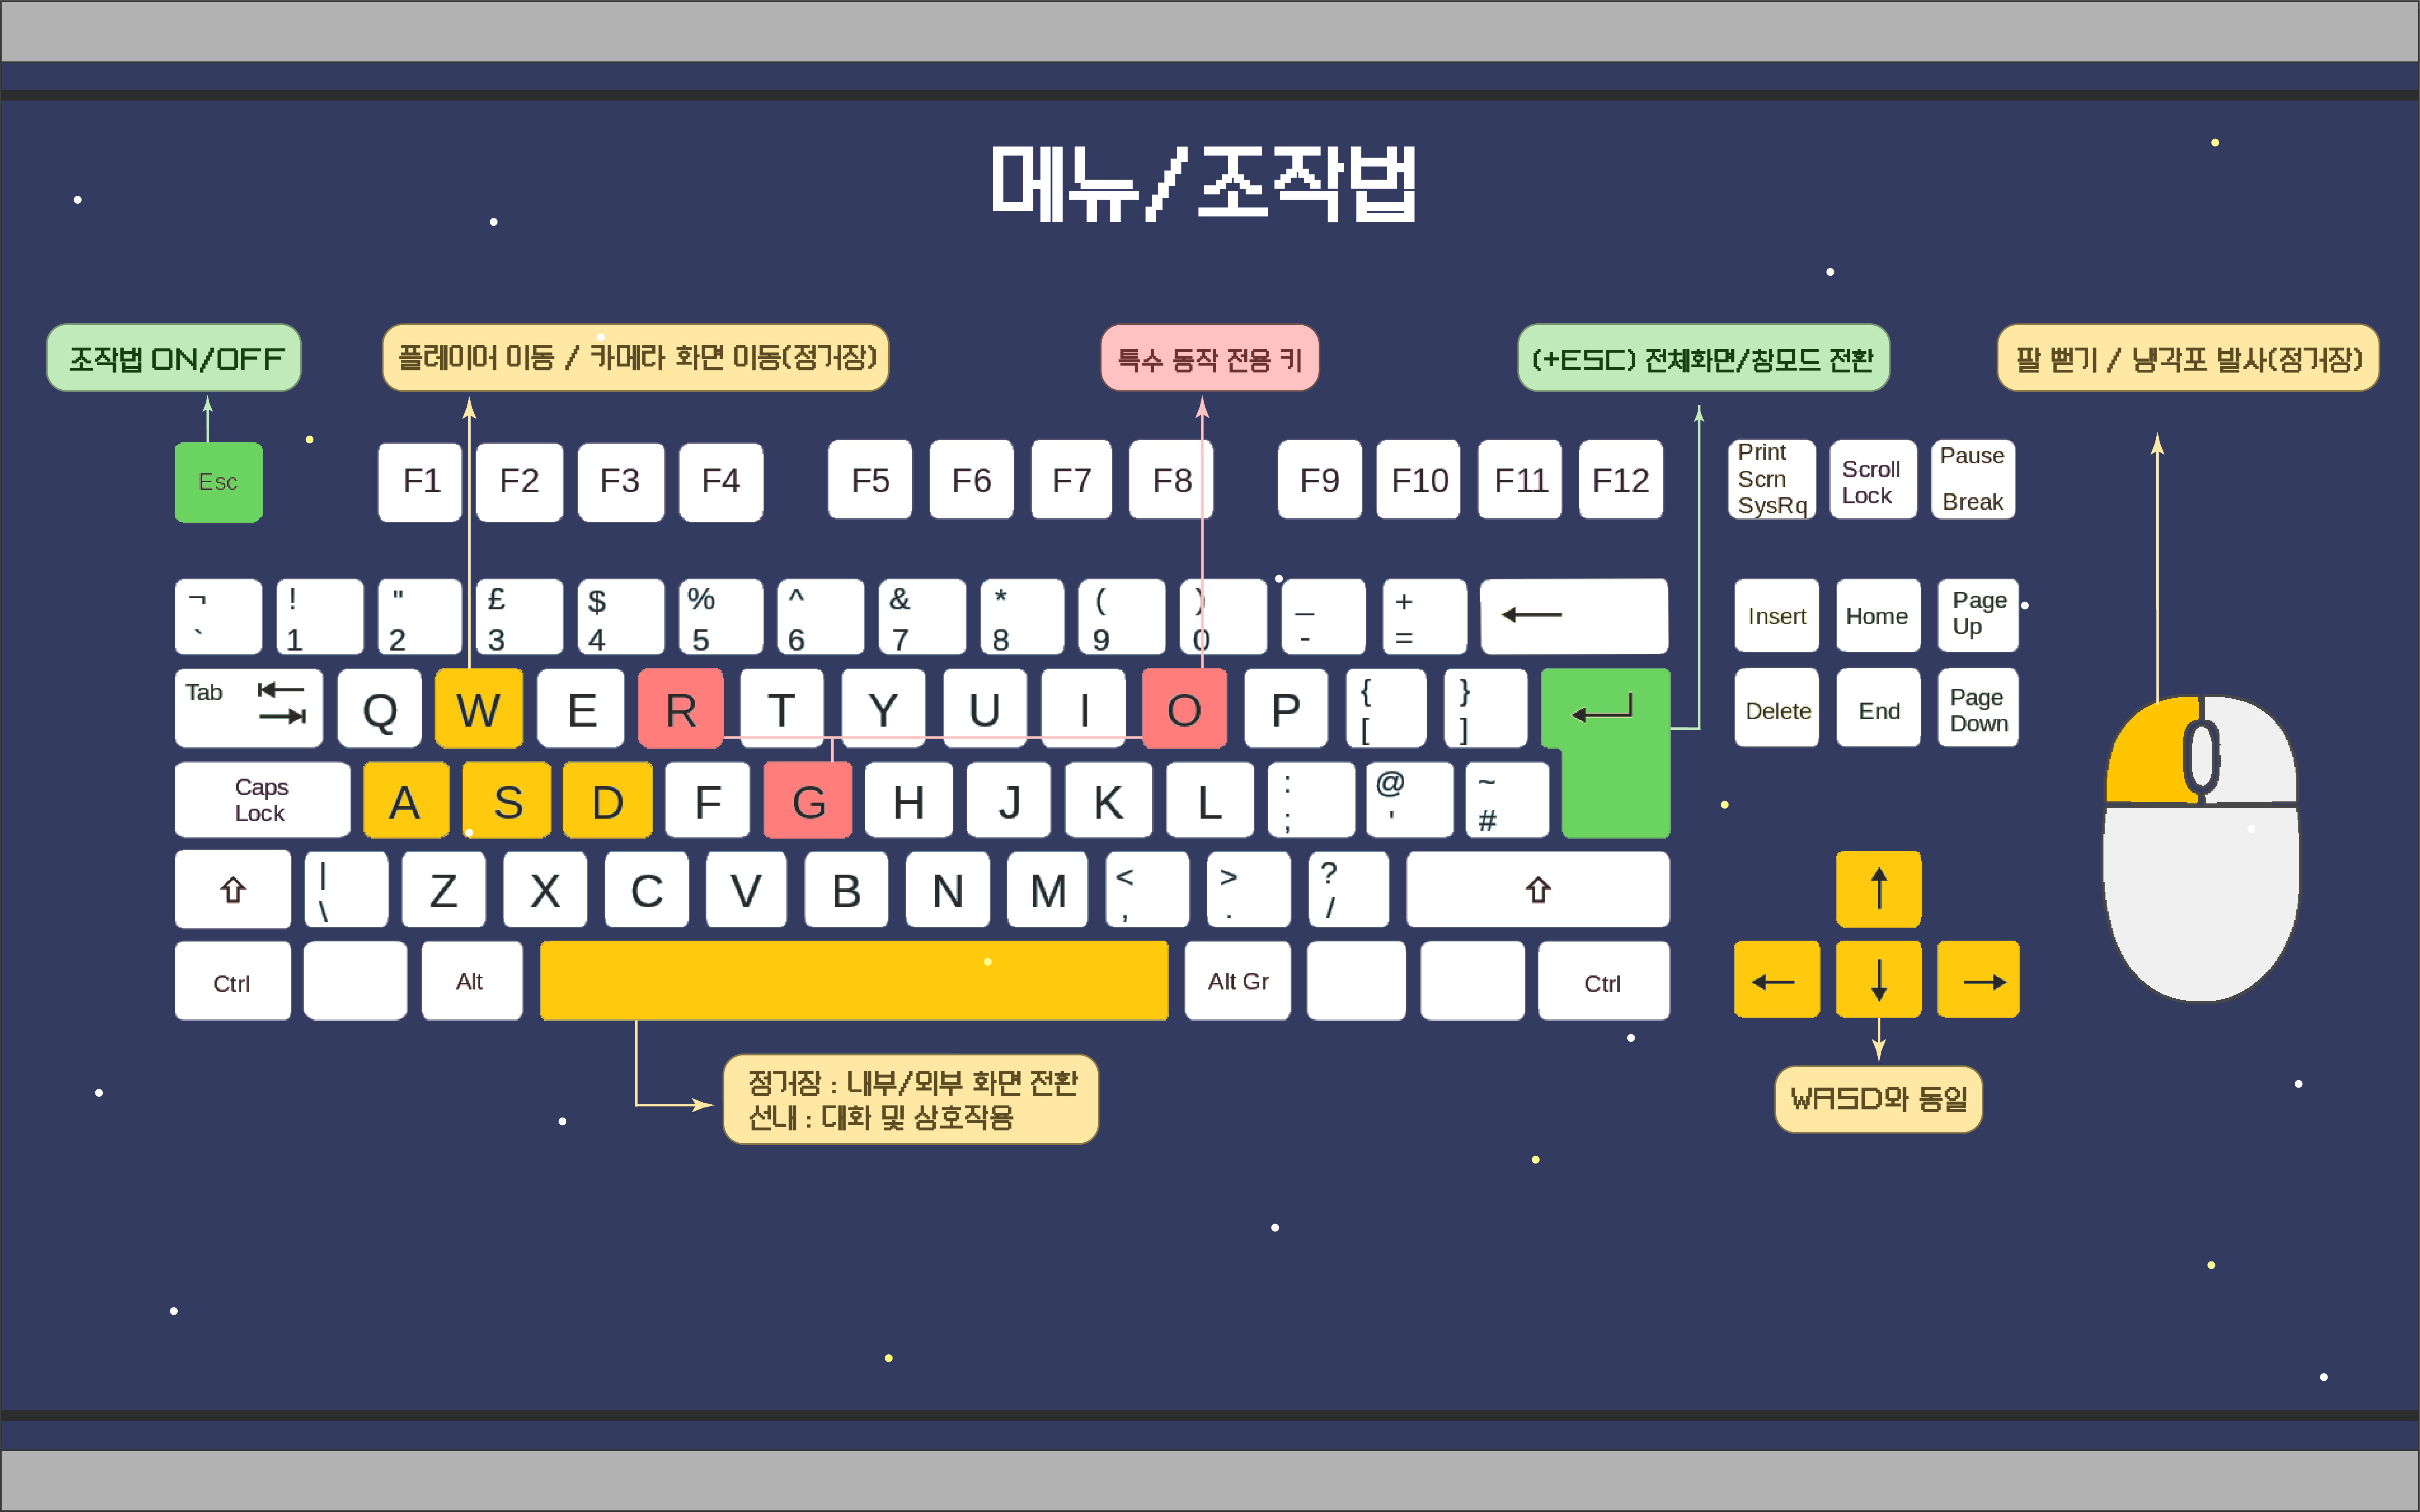 메뉴/조작법
조작법 ON/OFF
플레이어 이동 / 카메라 화면 이동(정거장)
특수 동작 전용 키
(+ESC) 전체화면/창모드 전환
팔 뻗기 / 냉각포 발사(정거장)
Esc
F1 F2 F3 F4 F5 F6 F7 F8 F9 F10 F11 F12
Print
Scrn
SysRq
Scroll
Lock
Pause
Break
¬ ! " £ $ % ^ & * ( ) _ +
` 1 2 3 4 5 6 7 8 9 0 - =
Insert Home
Page
Up
Tab Q W E R T Y U I O P
{ }
[ ]
Delete End
Page
Down
Caps
Lock
A S D F G H J K L
: @ ~
; ' #
| Z X C V B N M < > ?
\ , . /
Ctrl Alt Alt Gr Ctrl
정거장 : 내부/외부 화면 전환
선내 : 대화 및 상호작용
WASD와 동일